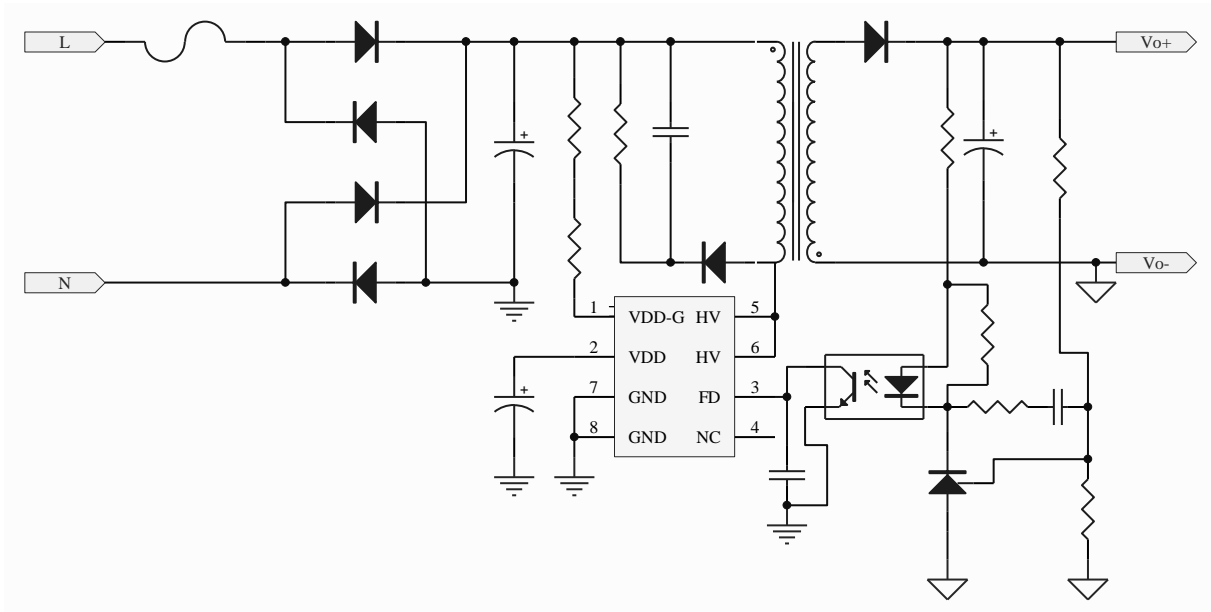 L
Vo+
N
Vo-
1 VDD-G HV 5
2 VDD HV 6
7 GND FD 3
8 GND NC 4
+
+
+